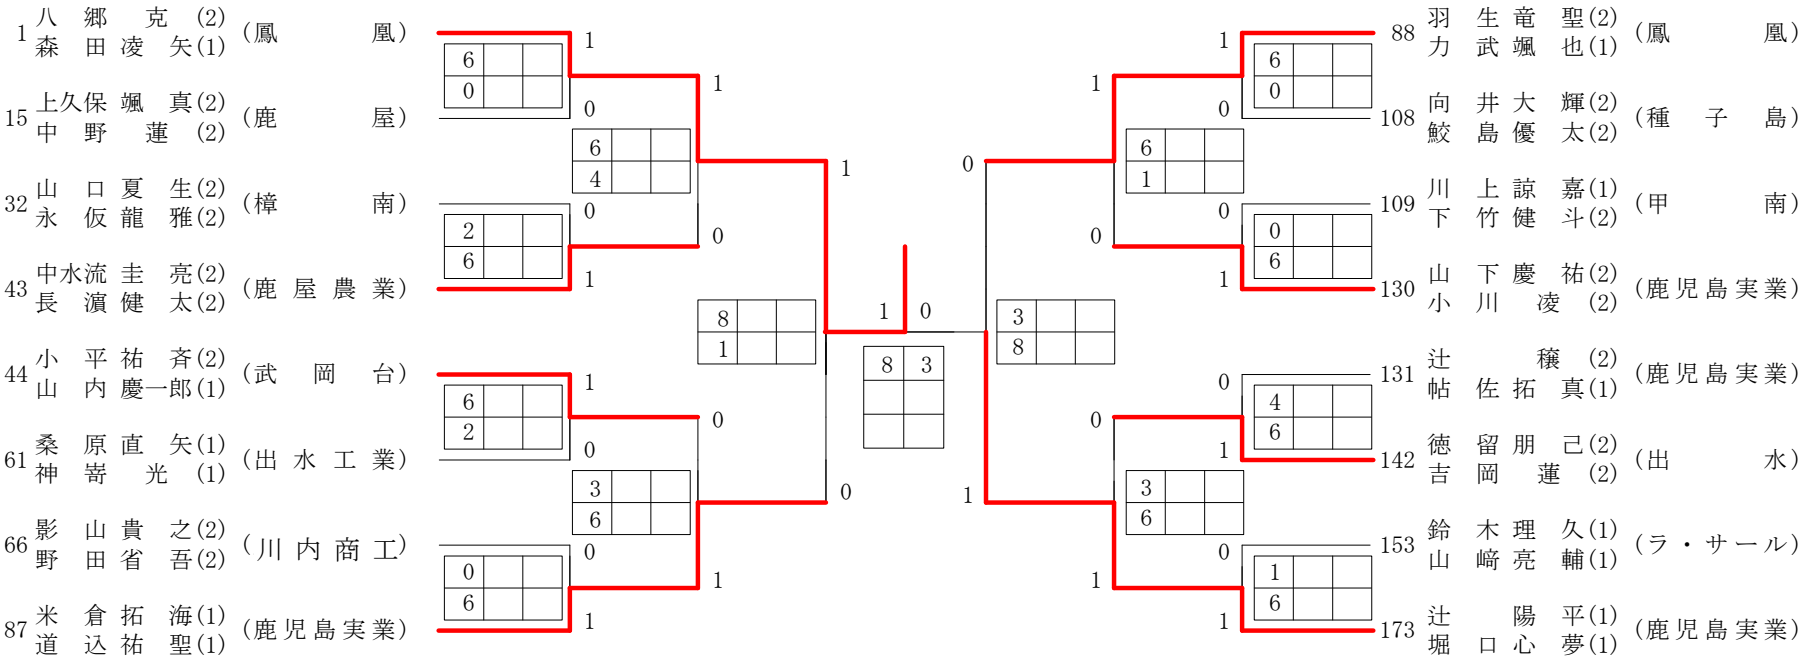 1 八郷 克(2) (鳳凰)
森田凌矢(1)
15 上久保颯真(2) (鹿屋)
中野 蓮(2)
32 山口夏生(2) (樟南)
永仮龍雅(2)
43 中水流圭亮(2) (鹿屋農業)
長濵健太(2)
44 小平祐斉(2) (武岡台)
山内慶一郎(1)
61 桑原直矢(1) (出水工業)
神嵜 光(1)
66 影山貴之(2) (川内商工)
野田省吾(2)
87 米倉拓海(1) (鹿児島実業)
道込祐聖(1)
1
6
0
0
0
2
6
1
1
6
2
0
0
0
6
1
1
6
4
0
0
3
6
1
1
8
1
0
1 0
8 3
0
3
8
1
1
6
1
0
0
3
6
1
1
6
0
0
0
0
6
1
0
4
6
1
0
1
6
1
88 羽生竜聖(2) (鳳凰)
力武颯也(1)
108 向井大輝(2) (種子島)
鮫島優太(2)
109 川上諒嘉(1) (甲南)
下竹健斗(2)
130 山下慶祐(2) (鹿児島実業)
小川 凌(2)
131 辻 穣(2) (鹿児島実業)
帖佐拓真(1)
142 徳留朋己(2) (出水)
吉岡 蓮(2)
153 鈴木理久(1) (ラ・サール)
山﨑亮輔(1)
173 辻 陽平(1) (鹿児島実業)
堀口心夢(1)